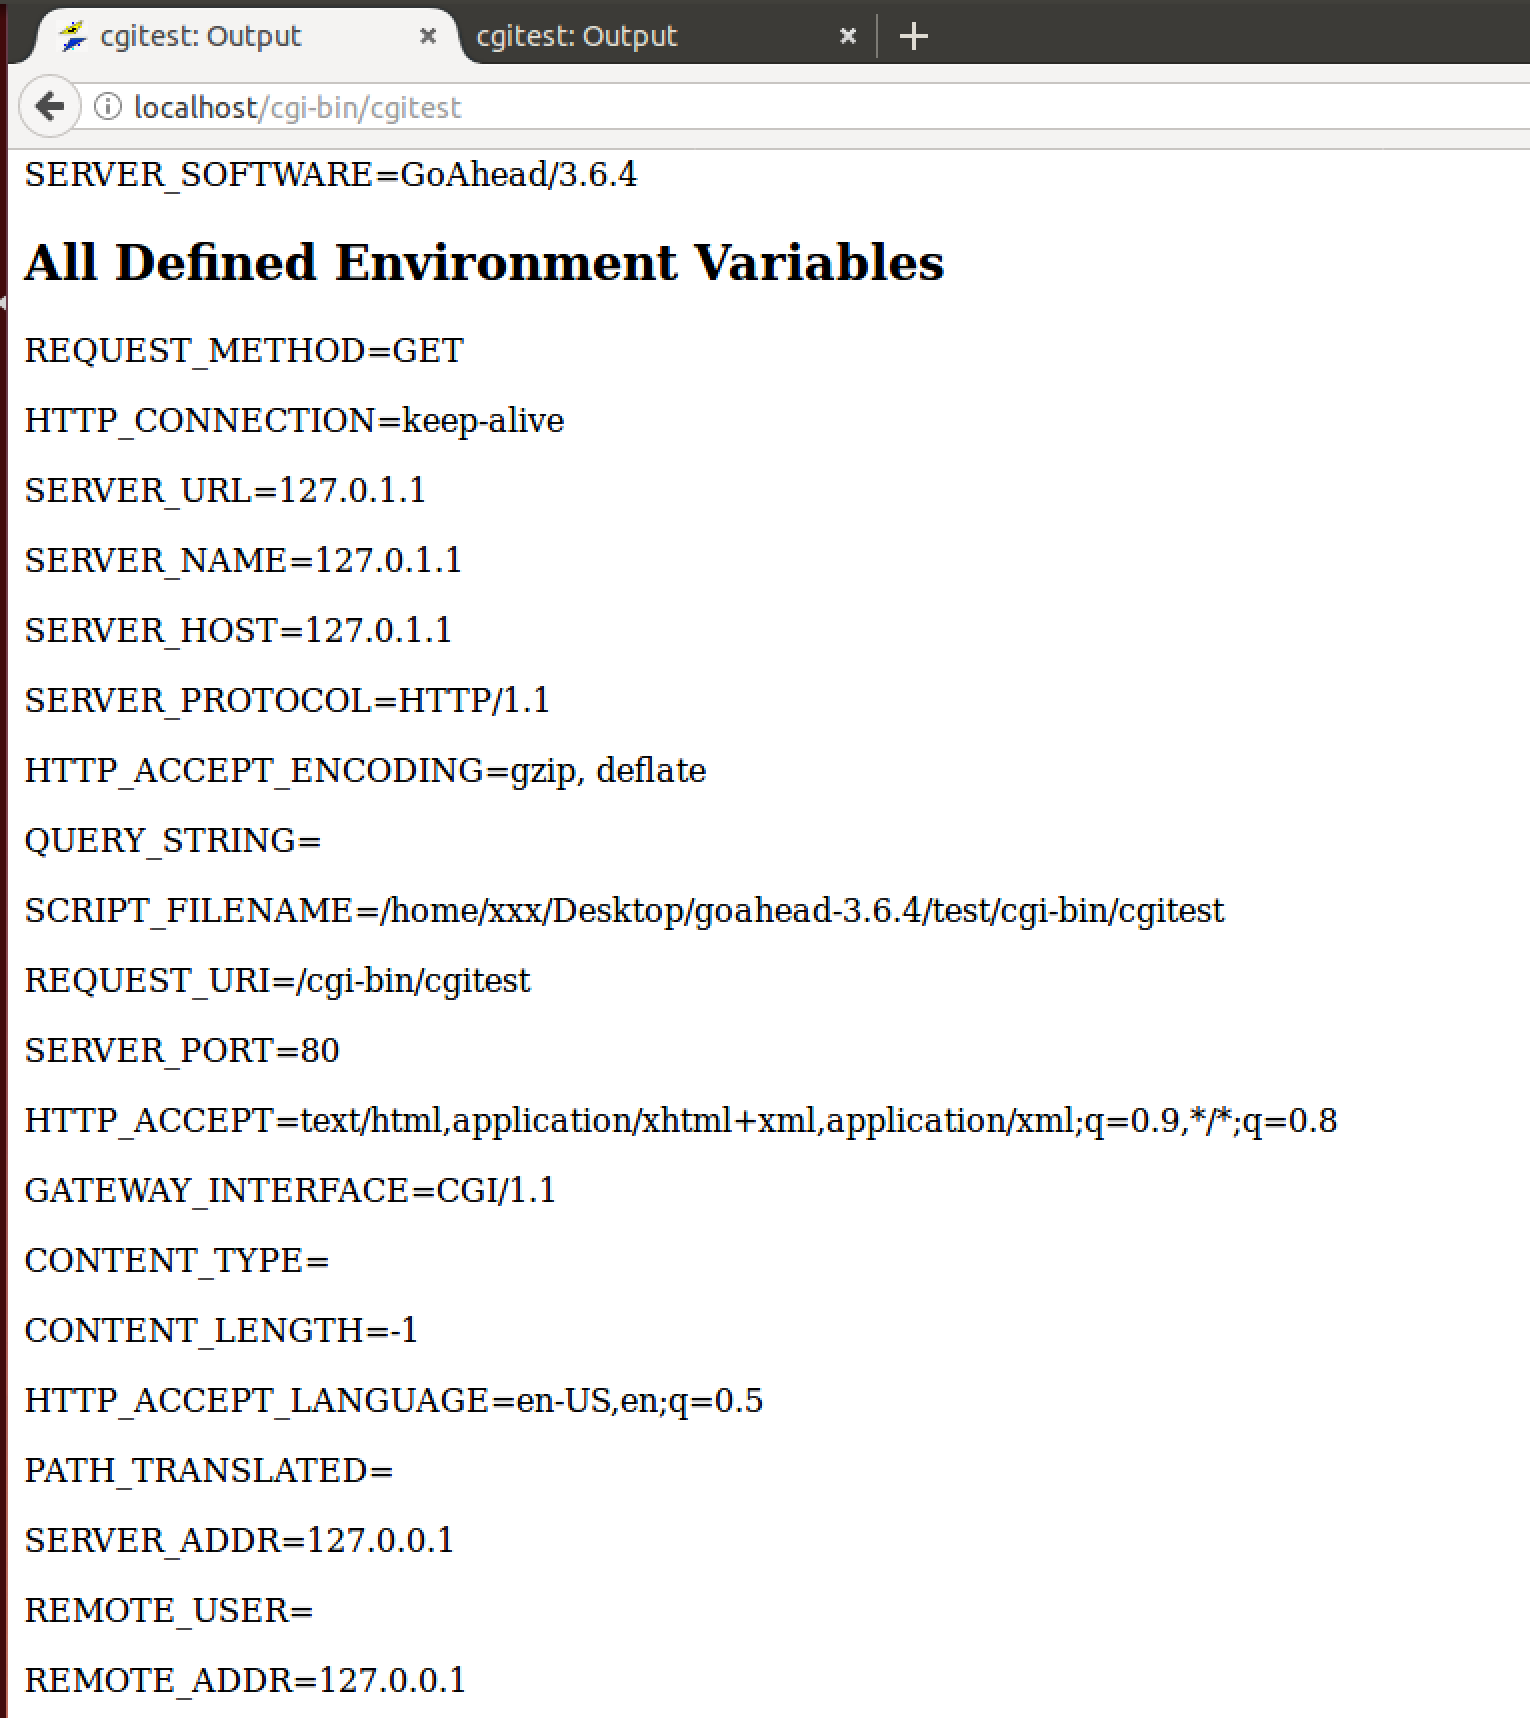 cgitest: Output
cgitest: Output
localhost/cgi-bin/cgitest
SERVER_SOFTWARE=GoAhead/3.6.4
All Defined Environment Variables
REQUEST_METHOD=GET
HTTP_CONNECTION=keep-alive
SERVER_URL=127.0.1.1
SERVER_NAME=127.0.1.1
SERVER_HOST=127.0.1.1
SERVER_PROTOCOL=HTTP/1.1
HTTP_ACCEPT_ENCODING=gzip, deflate
QUERY_STRING=
SCRIPT_FILENAME=/home/xxx/Desktop/goahead-3.6.4/test/cgi-bin/cgitest
REQUEST_URI=/cgi-bin/cgitest
SERVER_PORT=80
HTTP_ACCEPT=text/html,application/xhtml+xml,application/xml;q=0.9,*/*;q=0.8
GATEWAY_INTERFACE=CGI/1.1
CONTENT_TYPE=
CONTENT_LENGTH=-1
HTTP_ACCEPT_LANGUAGE=en-US,en;q=0.5
PATH_TRANSLATED=
SERVER_ADDR=127.0.0.1
REMOTE_USER=
REMOTE_ADDR=127.0.0.1